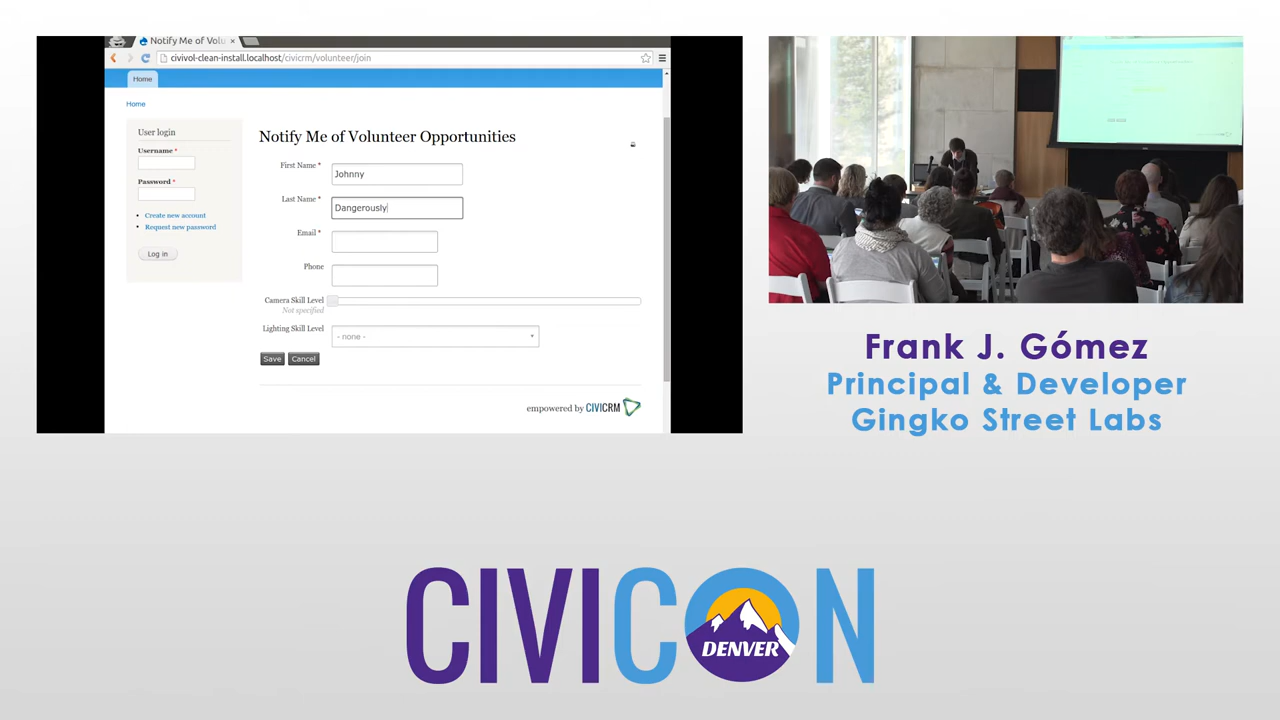 Notify Me of Volu
civivol-clean-install.localhost/civicrm/volunteer/join
Home
Home
User login
Username *
Password *
Create new account
Request new password
Log in
Notify Me of Volunteer Opportunities
First Name *
Johnny
Last Name *
Dangerously
Email *
Phone
Camera Skill Level
Not specified
Lighting Skill Level
- none -
Save
Cancel
empowered by CIVICRM
Frank J. Gómez
Principal & Developer
Gingko Street Labs
CIVICON
DENVER